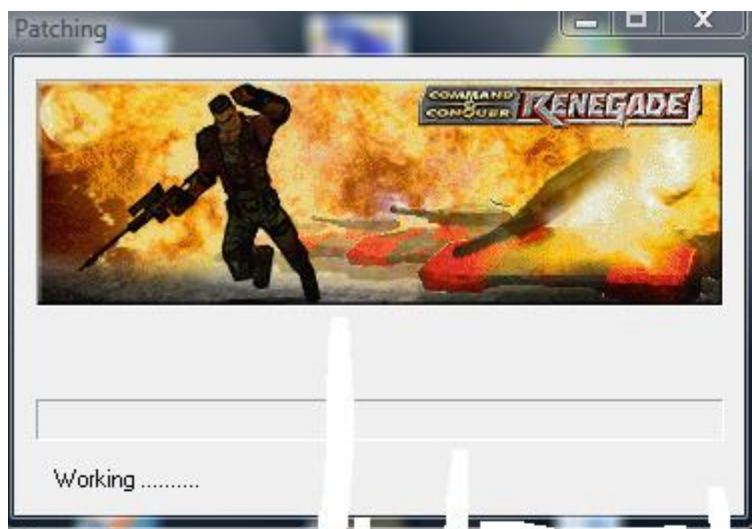 Patching
COMMAND
&
CONQUER
RENEGADE
Working ..........